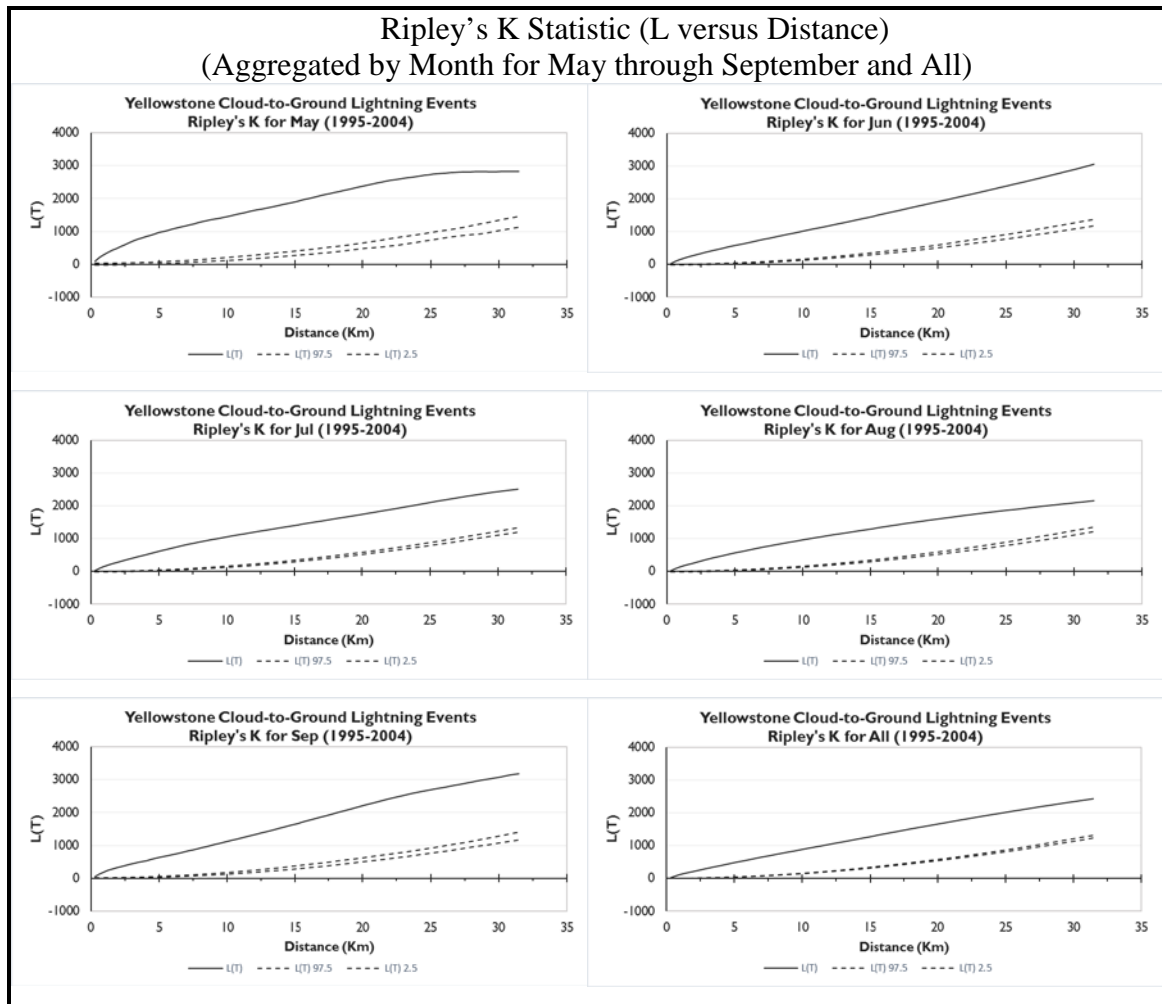 Ripley's K Statistic (L versus Distance)
(Aggregated by Month for May through September and All)
Yellowstone Cloud-to-Ground Lightning Events
Ripley's K for May (1995-2004)
4000
3000
2000
1000
0
-1000
L(T)
0 5 10 15 20 25 30 35
Distance (Km)
L(T) L(T) 97.5 L(T) 2.5
Yellowstone Cloud-to-Ground Lightning Events
Ripley's K for Jun (1995-2004)
4000
3000
2000
1000
0
-1000
L(T)
0 5 10 15 20 25 30 35
Distance (Km)
L(T) L(T) 97.5 L(T) 2.5
Yellowstone Cloud-to-Ground Lightning Events
Ripley's K for Jul (1995-2004)
4000
3000
2000
1000
0
-1000
L(T)
0 5 10 15 20 25 30 35
Distance (Km)
L(T) L(T) 97.5 L(T) 2.5
Yellowstone Cloud-to-Ground Lightning Events
Ripley's K for Aug (1995-2004)
4000
3000
2000
1000
0
-1000
L(T)
0 5 10 15 20 25 30 35
Distance (Km)
L(T) L(T) 97.5 L(T) 2.5
Yellowstone Cloud-to-Ground Lightning Events
Ripley's K for Sep (1995-2004)
4000
3000
2000
1000
0
-1000
L(T)
0 5 10 15 20 25 30 35
Distance (Km)
L(T) L(T) 97.5 L(T) 2.5
Yellowstone Cloud-to-Ground Lightning Events
Ripley's K for All (1995-2004)
4000
3000
2000
1000
0
-1000
L(T)
0 5 10 15 20 25 30 35
Distance (Km)
L(T) L(T) 97.5 L(T) 2.5